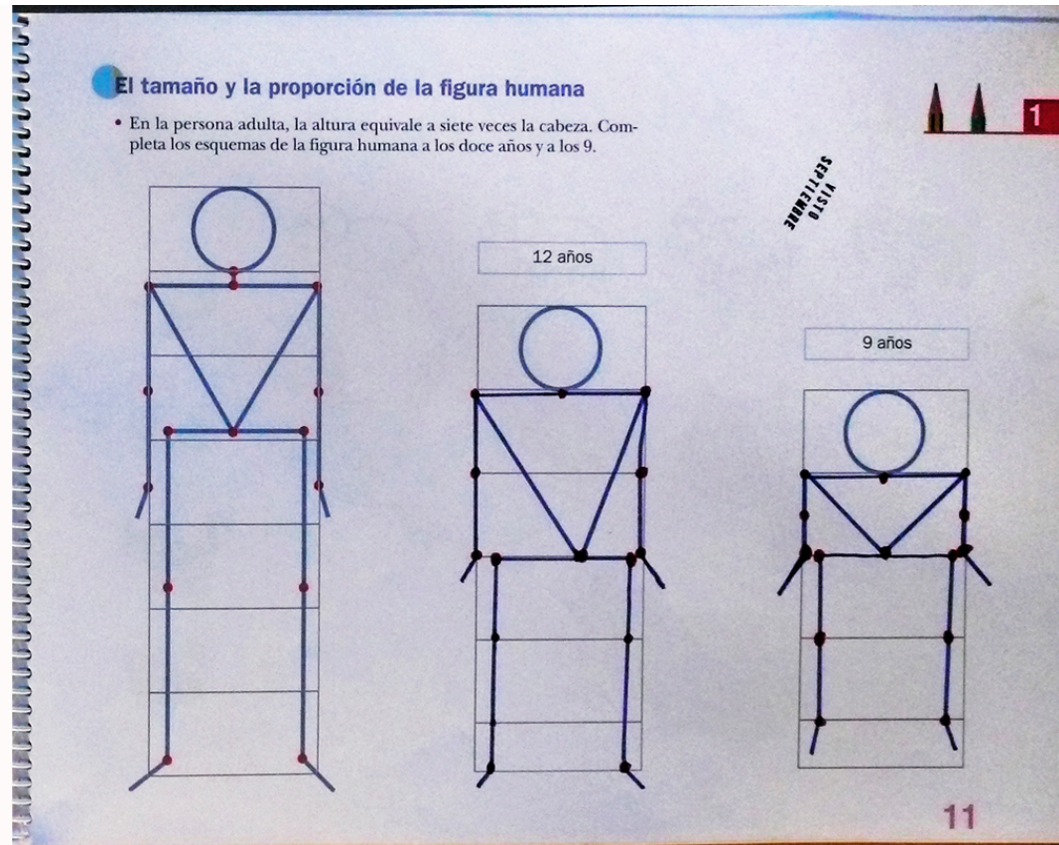 El tamaño y la proporción de la figura humana
• En la persona adulta, la altura equivale a siete veces la cabeza. Com-
pleta los esquemas de la figura humana a los doce años y a los 9.
1
VISTO
SEPTIEMBRE
12 años
9 años
11